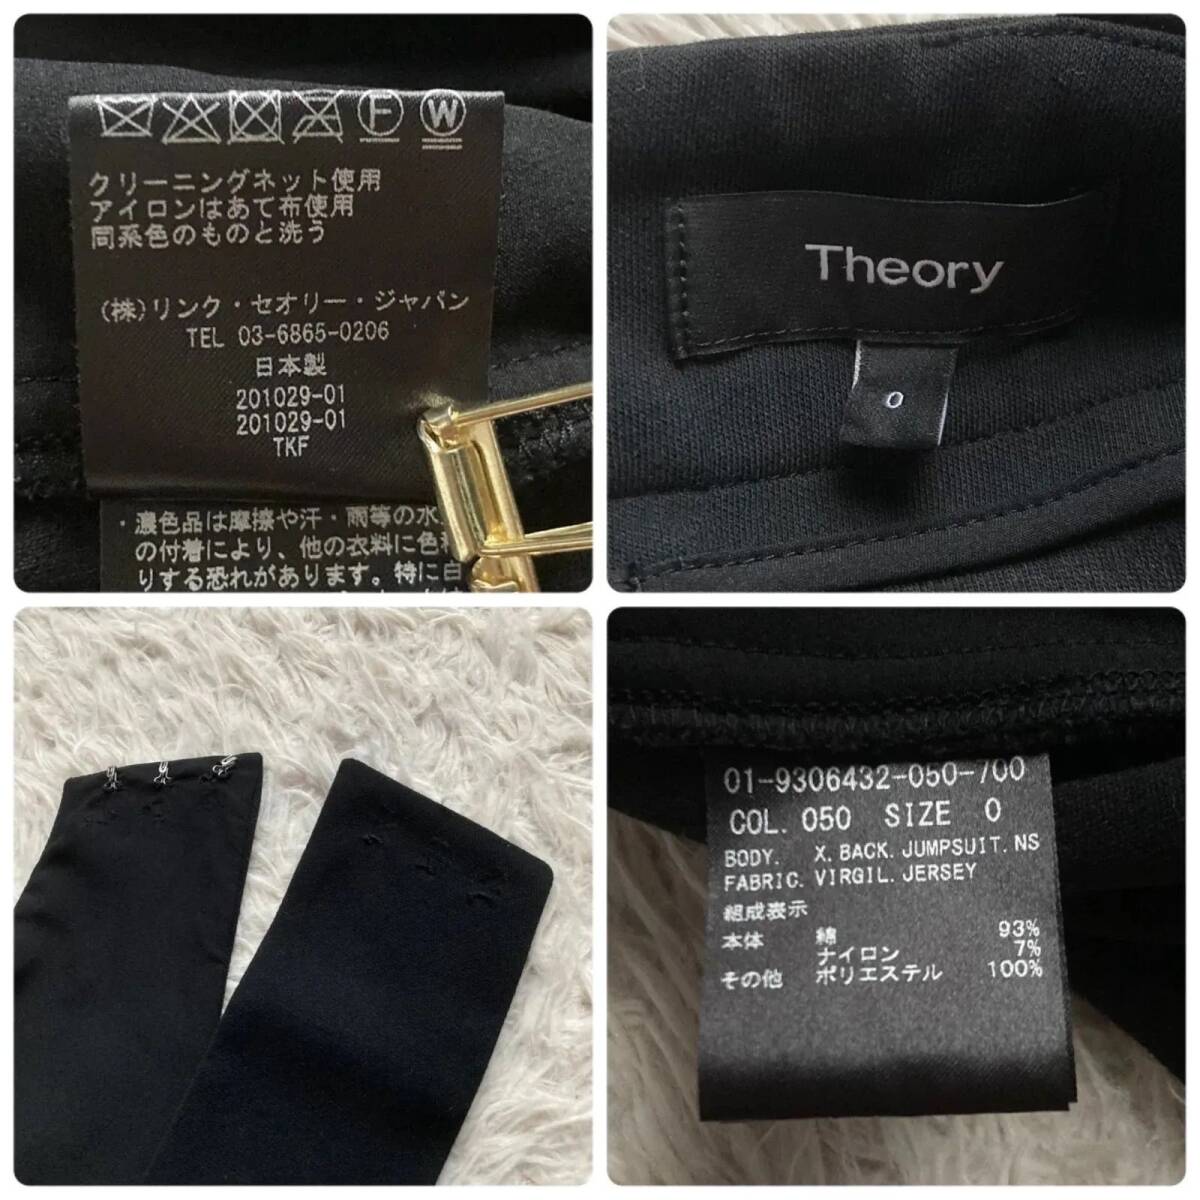 F W
クリーニングネット使用
アイロンはあて布使用
同系色のものと洗う
(株)リンク・セオリー・ジャパン
TEL 03-6865-0206
日本製
201029-01
201029-01
TKF
・濃色品は摩擦や汗・雨等の水
の付着により、他の衣料に色
りする恐れがあります。特に白
Theory
0
01-9306432-050-700
COL. 050 SIZE 0
BODY. X. BACK. JUMPSUIT. NS
FABRIC. VIRGIL. JERSEY
組成表示
本体 綿 93%
ナイロン 7%
その他 ポリエステル 100%